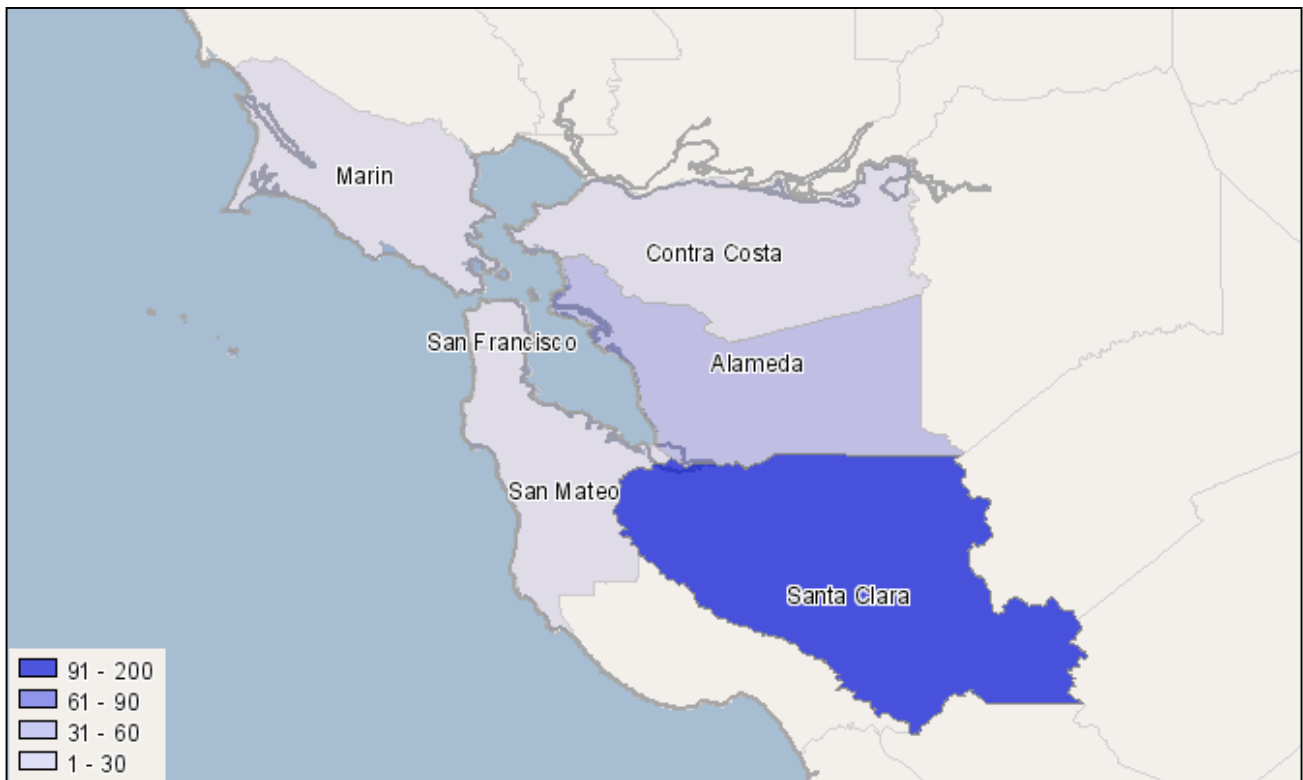 Marin
Contra Costa
San Francisco
Alameda
San Mateo
Santa Clara
91 - 200
61 - 90
31 - 60
1 - 30